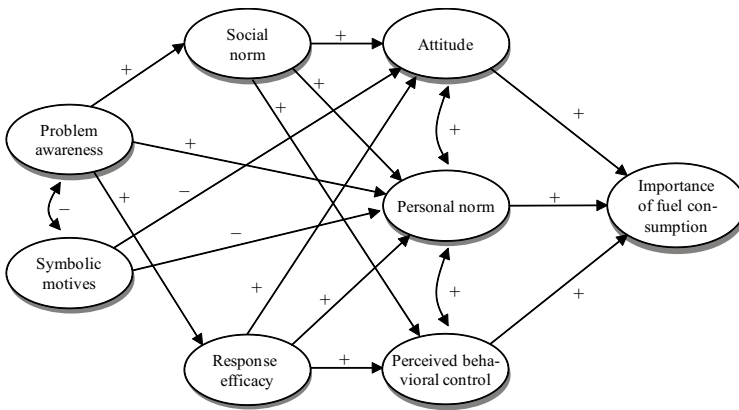 Social
norm
+
Attitude
+
+
+
+
Problem
awareness
+
+
+
−
−
Personal norm
+
Importance
of fuel con-
sumption
−
Symbolic
motives
−
+
+
+
+
Response
efficacy
+
Perceived beha-
vioral control